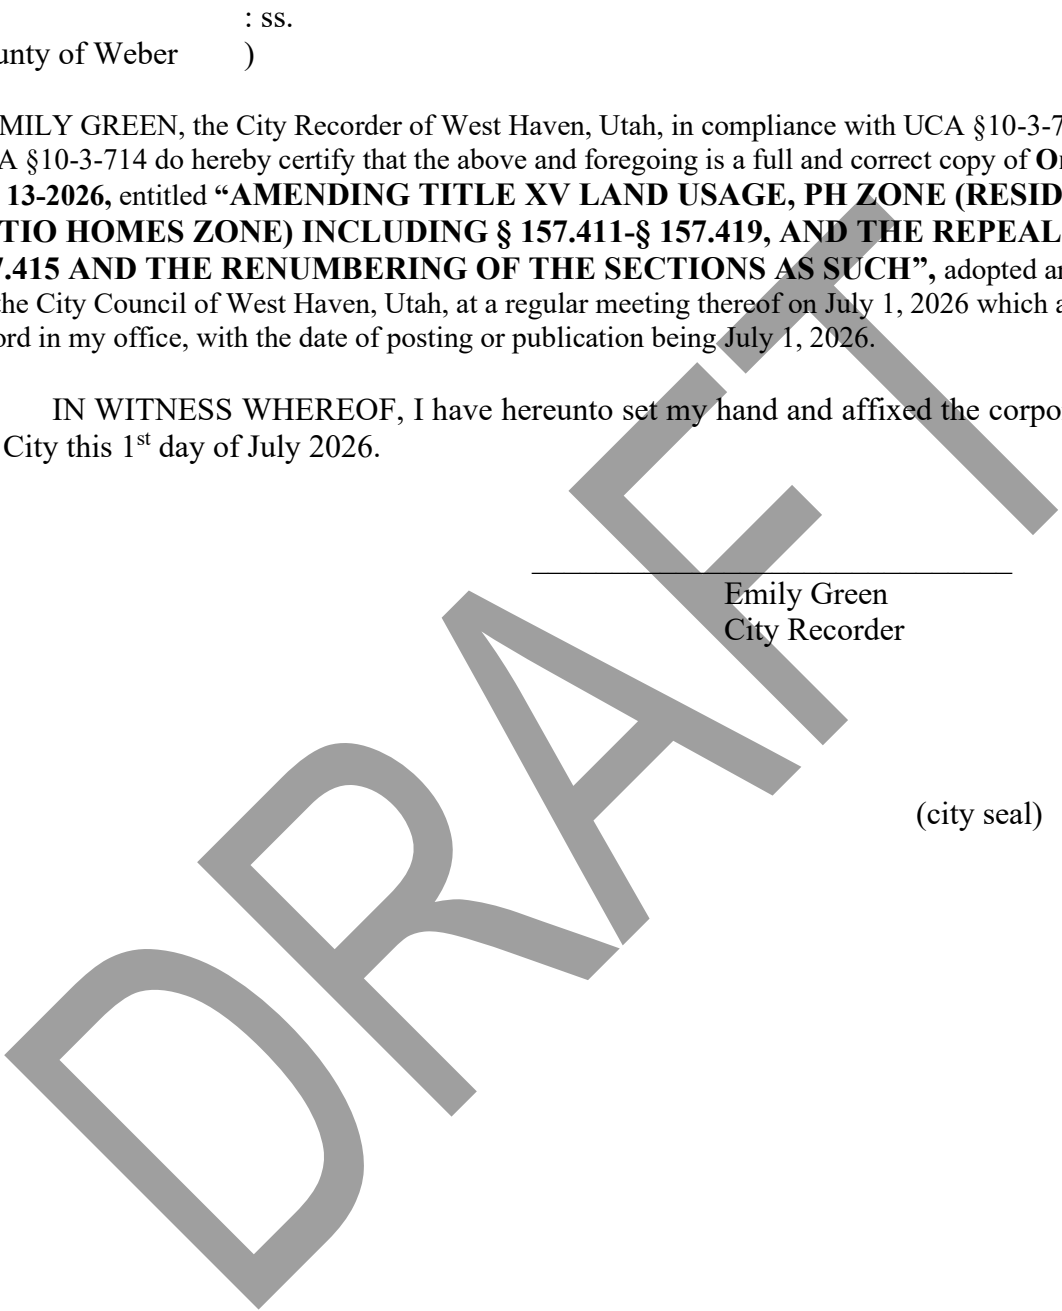 : ss.
unty of Weber )
MILY GREEN, the City Recorder of West Haven, Utah, in compliance with UCA §10-3-7
A §10-3-714 do hereby certify that the above and foregoing is a full and correct copy of O
13-2026, entitled “AMENDING TITLE XV LAND USAGE, PH ZONE (RESID
TIO HOMES ZONE) INCLUDING § 157.411-§ 157.419, AND THE REPEAL
7.415 AND THE RENUMBERING OF THE SECTIONS AS SUCH”, adopted a
the City Council of West Haven, Utah, at a regular meeting thereof on July 1, 2026 which a
ord in my office, with the date of posting or publication being July 1, 2026.
IN WITNESS WHEREOF, I have hereunto set my hand and affixed the corpo
City this 1st day of July 2026.
Emily Green
City Recorder
(city seal)
DRAFT